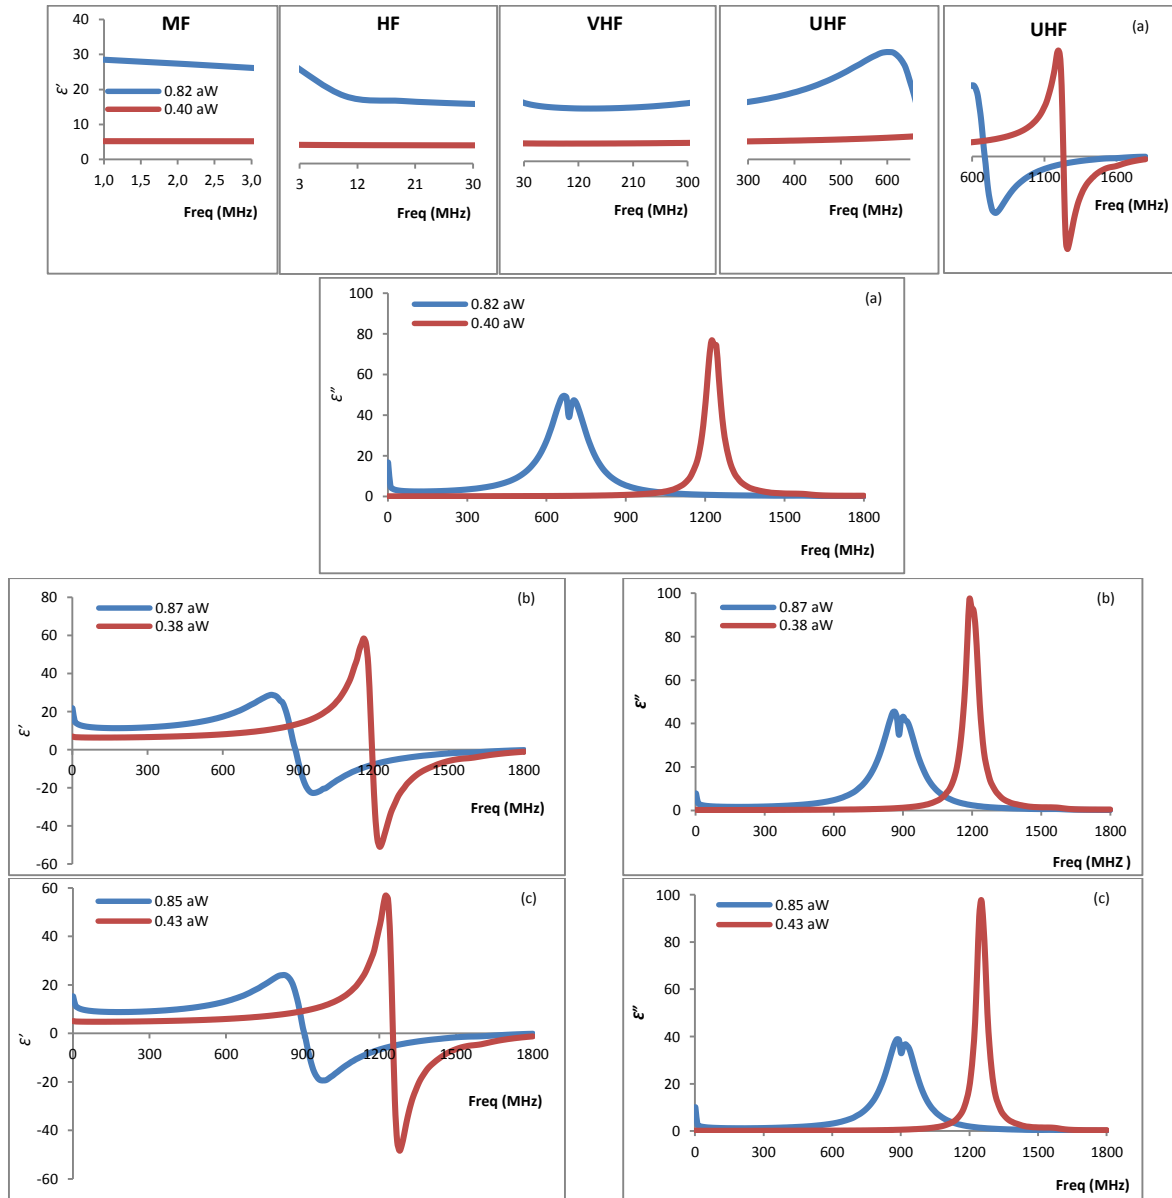 MF
HF
VHF
UHF
UHF
(a)
40
30
20
10
0
ε′
0.82 aW
0.40 aW
1,0 1,5 2,0 2,5 3,0
Freq (MHz)
3 12 21 30
Freq (MHz)
30 120 210 300
Freq (MHz)
300 400 500 600
Freq (MHz)
600 1100 1600
Freq (MHz)
100
80
60
40
20
0
ε″
0.82 aW
0.40 aW
(a)
0 300 600 900 1200 1500 1800
Freq (MHz)
80
60
40
20
0
-20
-40
-60
ε′
0.87 aW
0.38 aW
(b)
0 300 600 900 1200 1500 1800
Freq (MHz)
100
80
60
40
20
0
ε″
0.87 aW
0.38 aW
(b)
0 300 600 900 1200 1500 1800
Freq (MHZ )
60
40
20
0
-20
-40
-60
ε′
0.85 aW
0.43 aW
(c)
0 300 600 900 1200 1500 1800
Freq (MHz)
100
80
60
40
20
0
ε″
0.85 aW
0.43 aW
(c)
0 300 600 900 1200 1500 1800
Freq (MHz)